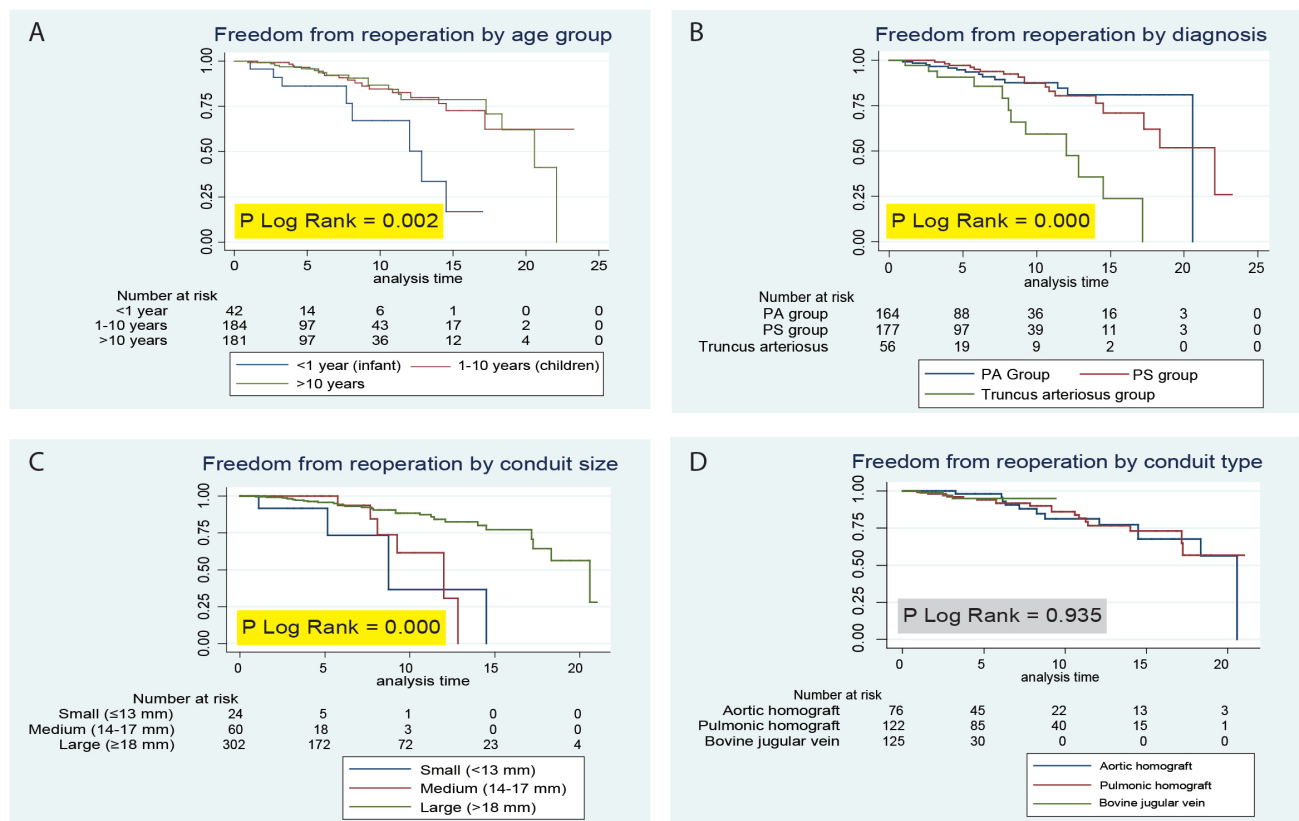 A
Freedom from reoperation by age group
1.00
0.75
0.50
0.25
0.00
P Log Rank = 0.002
0 5 10 15 20 25
analysis time
Number at risk
<1 year 42 14 6 1 0 0
1-10 years 184 97 43 17 2 0
>10 years 181 97 36 12 4 0
<1 year (infant) 1-10 years (children)
>10 years
B
Freedom from reoperation by diagnosis
1.00
0.75
0.50
0.25
0.00
P Log Rank = 0.000
0 5 10 15 20 25
analysis time
Number at risk
PA group 164 88 36 16 3 0
PS group 177 97 39 11 3 0
Truncus arteriosus 56 19 9 2 0 0
PA Group PS group
Truncus arteriosus group
C
Freedom from reoperation by conduit size
1.00
0.75
0.50
0.25
0.00
P Log Rank = 0.000
0 5 10 15 20
analysis time
Number at risk
Small (≤13 mm) 24 5 1 0 0
Medium (14-17 mm) 60 18 3 0 0
Large (≥18 mm) 302 172 72 23 4
Small (<13 mm)
Medium (14-17 mm)
Large (>18 mm)
D
Freedom from reoperation by conduit type
1.00
0.75
0.50
0.25
0.00
P Log Rank = 0.935
0 5 10 15 20
analysis time
Number at risk
Aortic homograft 76 45 22 13 3
Pulmonic homograft 122 85 40 15 1
Bovine jugular vein 125 30 0 0 0
Aortic homograft
Pulmonic homograft
Bovine jugular vein